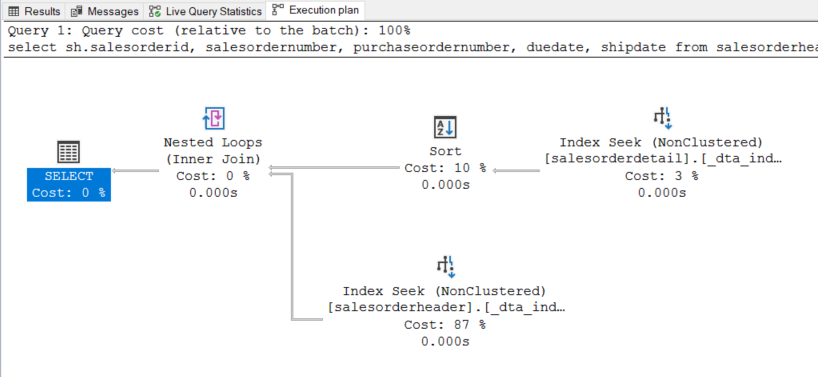 Results Messages Live Query Statistics Execution plan
Query 1: Query cost (relative to the batch): 100%
select sh.salesorderid, salesordernumber, purchaseordernumber, duedate, shipdate from salesorderhea
SELECT
Cost: 0 %
Nested Loops
(Inner Join)
Cost: 0 %
0.000s
Sort
Cost: 10 %
0.000s
Index Seek (NonClustered)
[salesorderdetail].[_dta_ind…
Cost: 3 %
0.000s
Index Seek (NonClustered)
[salesorderheader].[_dta_ind…
Cost: 87 %
0.000s